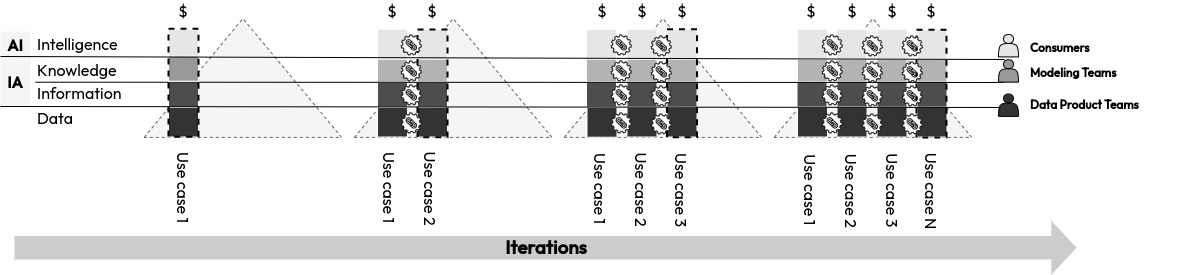 $ $ $ $ $ $ $ $ $ $
AI Intelligence
Consumers
IA Knowledge
Modeling Teams
Information
Data Product Teams
Data
Use case 1
Use case 1
Use case 2
Use case 1
Use case 2
Use case 3
Use case 1
Use case 2
Use case 3
Use case N
Iterations